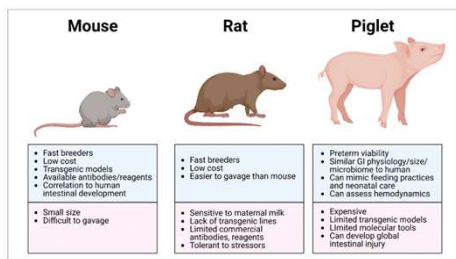 Mouse
Fast breeders
Low cost
Transgenic models
Available antibodies/reagents
Correlation to human
intestinal development
Small size
Difficult to gavage
Rat
Fast breeders
Low cost
Easier to gavage than mouse
Sensitive to maternal milk
Lack of transgenic lines
Limited commercial
antibodies, reagents
Tolerant to stressors
Piglet
Preterm viability
Similar GI physiology/size/
microbiome to human
Can mimic feeding practices
and neonatal care
Can assess hemodynamics
Expensive
Limited transgenic models
LImited molecular tools
Can develop global
intestinal injury